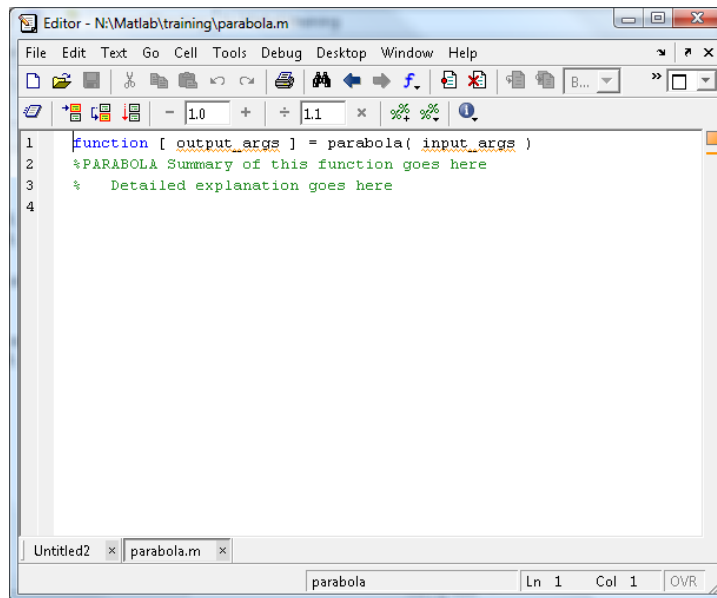 Editor - N:\Matlab\training\parabola.m
File Edit Text Go Cell Tools Debug Desktop Window Help
B...
1.0 1.1
1 function [ output_args ] = parabola( input_args )
2 %PARABOLA Summary of this function goes here
3 % Detailed explanation goes here
4
Untitled2 parabola.m
parabola Ln 1 Col 1 OVR